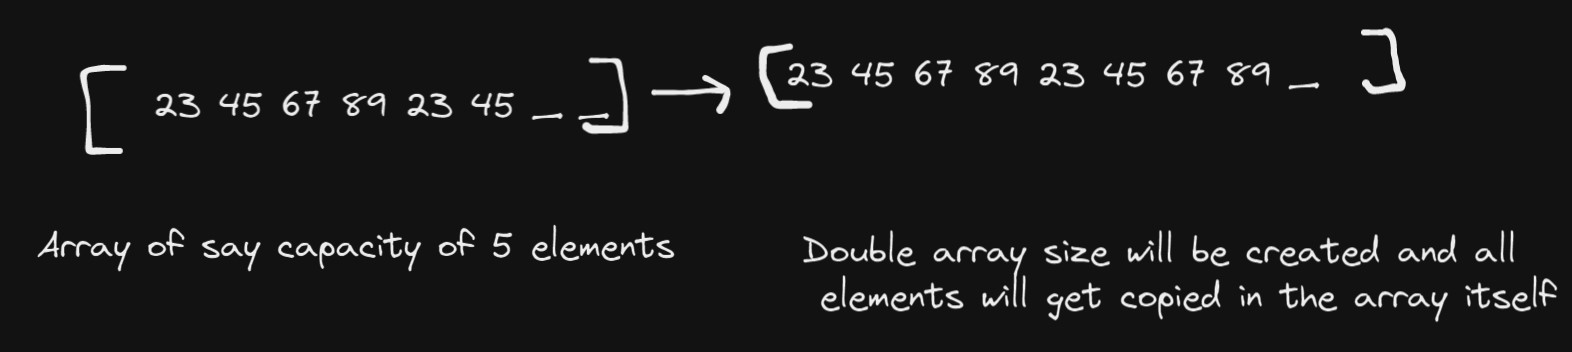 [ 23 45 67 89 23 45 _ _ ] → [ 23 45 67 89 23 45 67 89 _ ]
Array of say capacity of 5 elements
Double array size will be created and all
elements will get copied in the array itself